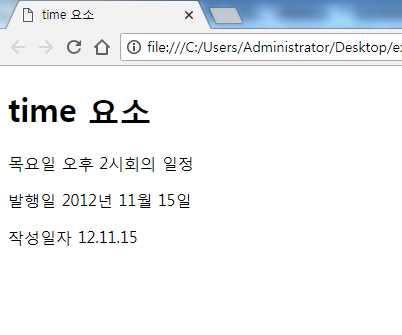 time 요소
file:///C:/Users/Administrator/Desktop/e
time 요소
목요일 오후 2시회의 일정
발행일 2012년 11월 15일
작성일자 12.11.15